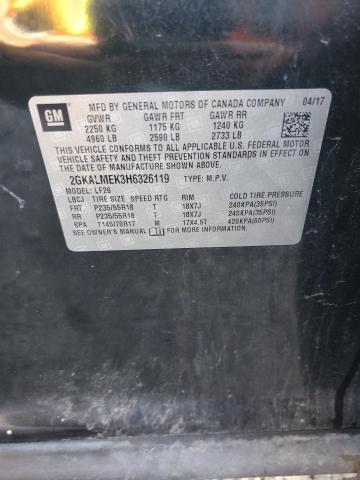 GM
MFD BY GENERAL MOTORS OF CANADA COMPANY 04/17
GVWR GAWR FRT GAWR RR
2250 KG 1175 KG 1240 KG
4960 LB 2590 LB 2733 LB
THIS VEHICLE CONFORMS TO ALL APPLICABLE U.S. FEDERAL MOTOR
VEHICLE SAFETY AND THEFT PREVENTION STANDARDS IN EFFECT ON
THE DATE OF MANUFACTURE SHOWN ABOVE.
2GKALMEK3H6326119 TYPE: M.P.V.
MODEL: LF26
LBCJ TIRE SIZE SPEED RTG RIM COLD TIRE PRESSURE
FRT P235/55R18 T 18X7J 240KPA(35PSI)
RR P235/55R18 T 18X7J 240KPA(35PSI)
SPA T145/70R17 M 17X4.5T 420KPA(60PSI)
SEE OWNER'S MANUAL FOR ADDITIONAL INFORMATION.